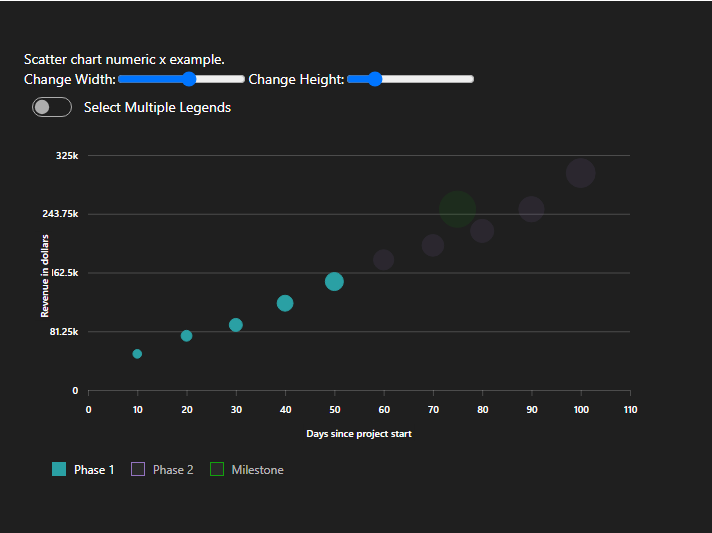 Scatter chart numeric x example.
Change Width: Change Height:
Select Multiple Legends
325k
243.75k
162.5k
81.25k
0
Revenue in dollars
0 10 20 30 40 50 60 70 80 90 100 110
Days since project start
Phase 1 Phase 2 Milestone